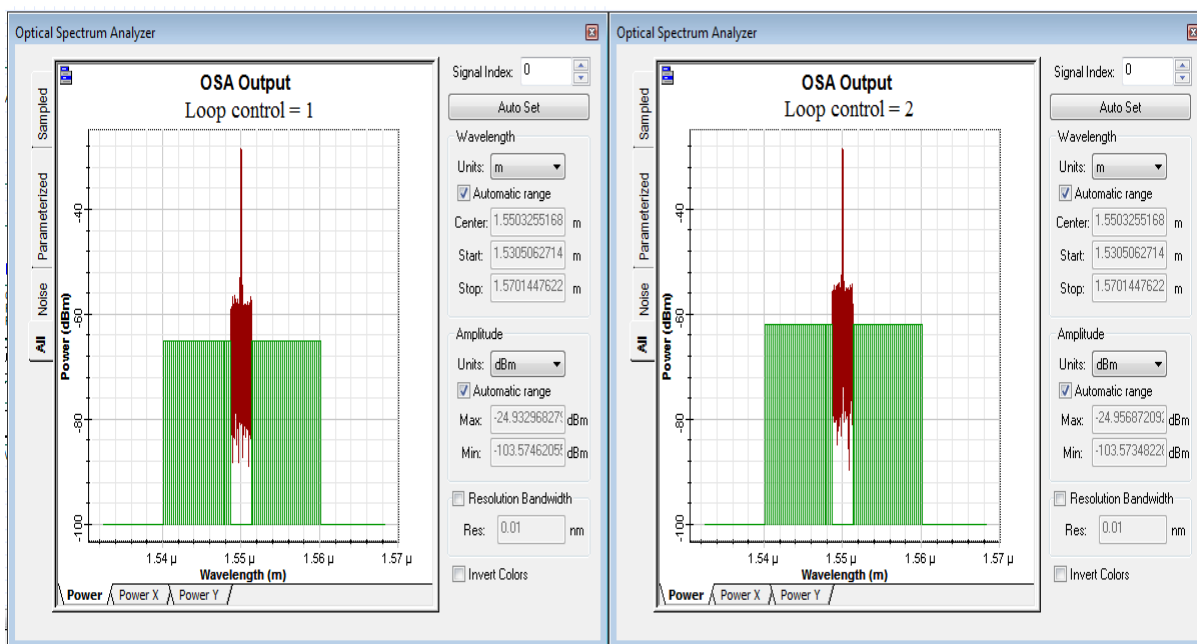 Optical Spectrum Analyzer
OSA Output
Loop control = 1
Sampled
Parameterized
Noise
All
Power (dBm)
-40
-60
-80
-100
1.54 µ
1.55 µ
1.56 µ
1.57 µ
Wavelength (m)
Power
Power X
Power Y
Signal Index: 0
Auto Set
Wavelength
Units: m
Automatic range
Center: 1.5503255168 m
Start: 1.5305062714 m
Stop: 1.5701447622 m
Amplitude
Units: dBm
Automatic range
Max: -24.93296827 dBm
Min: -103.5746205 dBm
Resolution Bandwidth
Res: 0.01 nm
Invert Colors
Optical Spectrum Analyzer
OSA Output
Loop control = 2
Sampled
Parameterized
Noise
All
Power (dBm)
-40
-60
-80
-100
1.54 µ
1.55 µ
1.56 µ
1.57 µ
Wavelength (m)
Power
Power X
Power Y
Signal Index: 0
Auto Set
Wavelength
Units: m
Automatic range
Center: 1.5503255168 m
Start: 1.5305062714 m
Stop: 1.5701447622 m
Amplitude
Units: dBm
Automatic range
Max: -24.95687209 dBm
Min: -103.5734822 dBm
Resolution Bandwidth
Res: 0.01 nm
Invert Colors